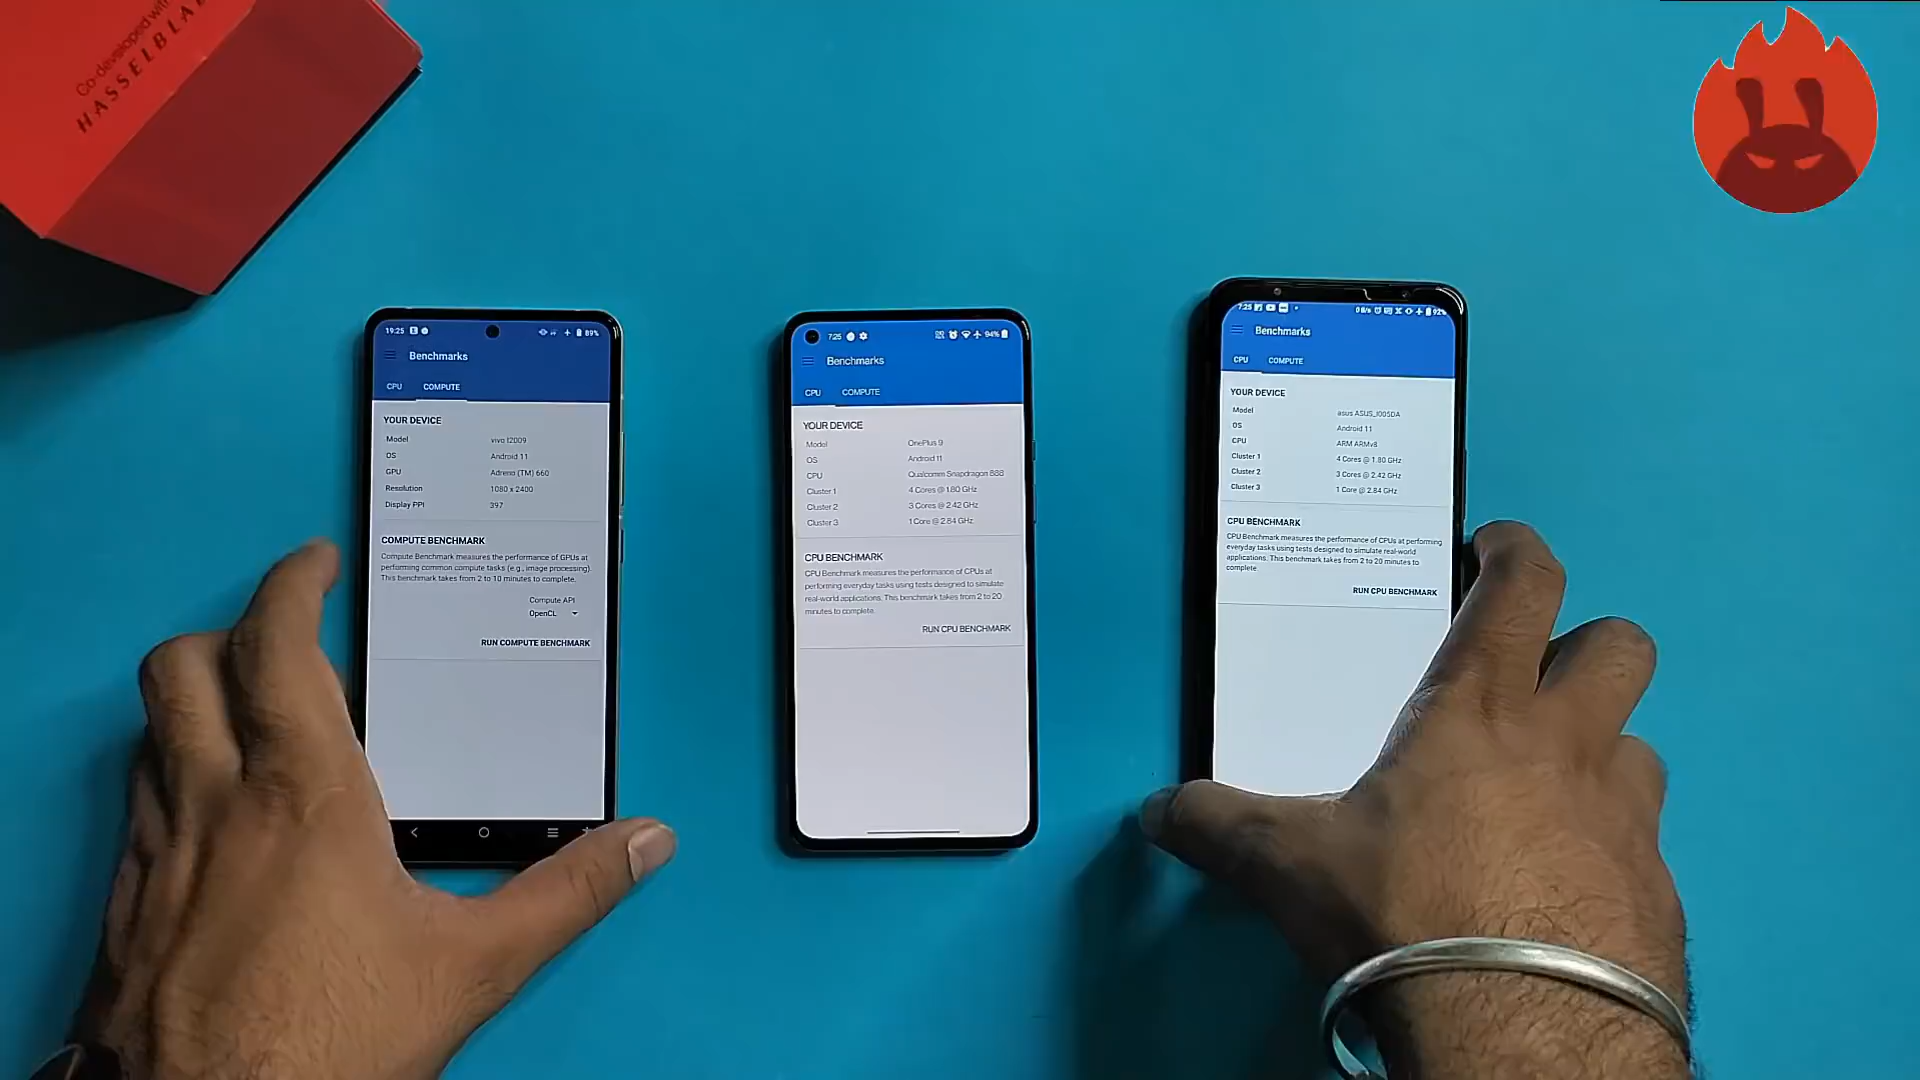 Co-developed with
HASSELBLAD
19:25 89%
Benchmarks
CPU COMPUTE
YOUR DEVICE
Model vivo I2009
OS Android 11
GPU Adreno (TM) 660
Resolution 1080 x 2400
Display PPI 397
COMPUTE BENCHMARK
Compute Benchmark measures the performance of GPUs at
performing common compute tasks (e.g., image processing).
This benchmark takes from 2 to 10 minutes to complete.
Compute API
OpenCL
RUN COMPUTE BENCHMARK
7:25 94%
Benchmarks
CPU COMPUTE
YOUR DEVICE
Model OnePlus 9
OS Android 11
CPU Qualcomm Snapdragon 888
Cluster 1 4 Cores @ 1.80 GHz
Cluster 2 3 Cores @ 2.42 GHz
Cluster 3 1 Core @ 2.84 GHz
CPU BENCHMARK
CPU Benchmark measures the performance of CPUs at
performing everyday tasks using tests designed to simulate
real-world applications. This benchmark takes from 2 to 20
minutes to complete.
RUN CPU BENCHMARK
7:25 0 B/s 92%
Benchmarks
CPU COMPUTE
YOUR DEVICE
Model asus ASUS_I005DA
OS Android 11
CPU ARM ARMv8
Cluster 1 4 Cores @ 1.80 GHz
Cluster 2 3 Cores @ 2.42 GHz
Cluster 3 1 Core @ 2.84 GHz
CPU BENCHMARK
CPU Benchmark measures the performance of CPUs at performing
everyday tasks using tests designed to simulate real-world
applications. This benchmark takes from 2 to 20 minutes to
complete.
RUN CPU BENCHMARK